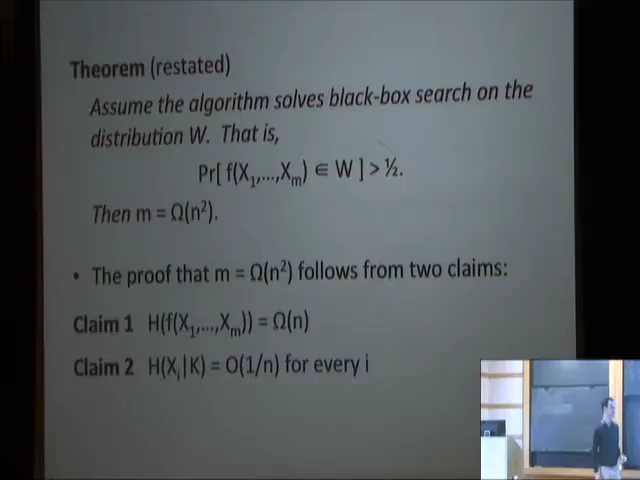 Theorem (restated)
Assume the algorithm solves black-box search on the
distribution W. That is,
Pr[ f(X₁,...,Xₘ) ∈ W ] > ½.
Then m = Ω(n²).
• The proof that m = Ω(n²) follows from two claims:
Claim 1 H(f(X₁,...,Xₘ)) = Ω(n)
Claim 2 H(Xᵢ|K) = O(1/n) for every i